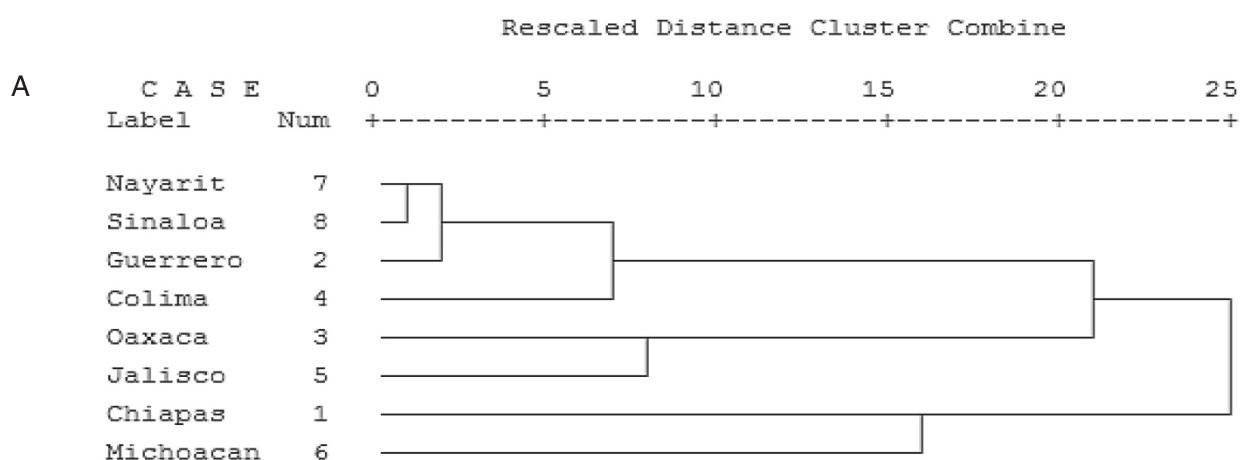 Rescaled Distance Cluster Combine
A C A S E 0 5 10 15 20 25
Label Num +---------+---------+---------+---------+---------+
Nayarit 7
Sinaloa 8
Guerrero 2
Colima 4
Oaxaca 3
Jalisco 5
Chiapas 1
Michoacan 6